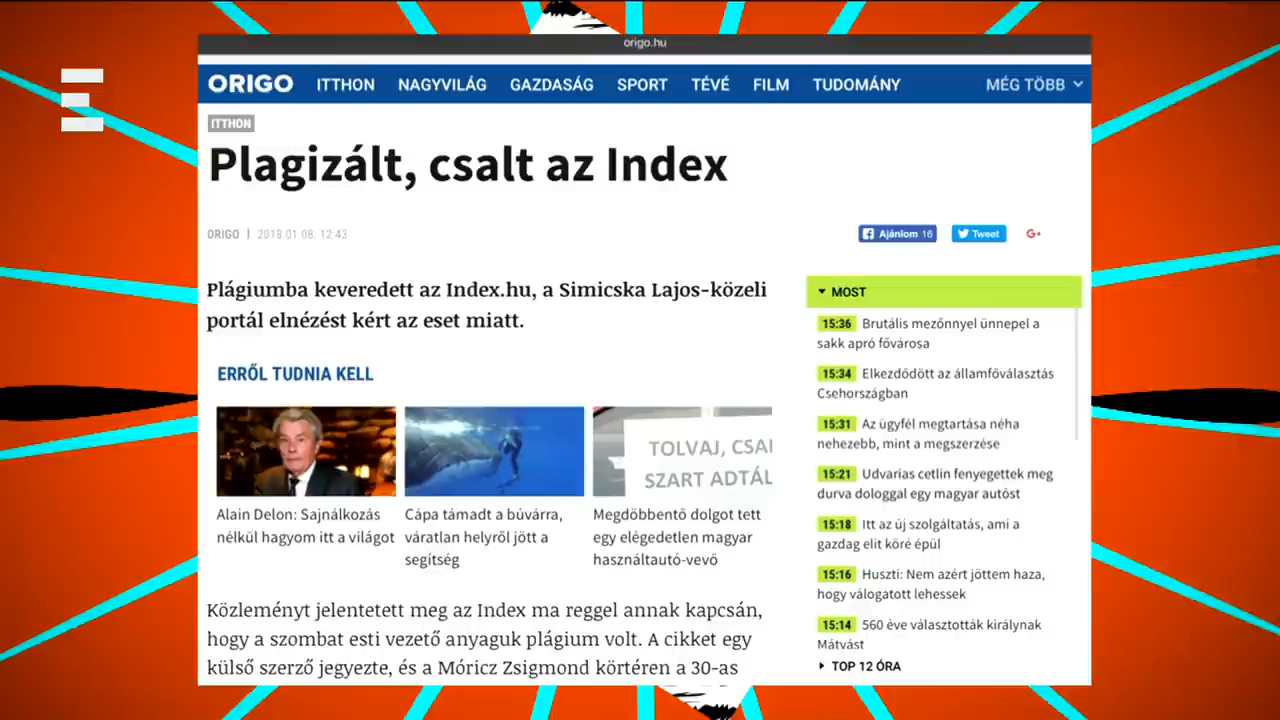 origo.hu
ORIGO ITTHON NAGYVILÁG GAZDASÁG SPORT TÉVÉ FILM TUDOMÁNY MÉG TÖBB
ITTHON
Plagizált, csalt az Index
ORIGO | 2018.01.08. 12:43
Ajánlom 16
Tweet
G+
Plágiumba keveredett az Index.hu, a Simicska Lajos-közeli
portál elnézést kért az eset miatt.
ERRŐL TUDNIA KELL
TOLVAJ, CSAL
SZART ADTÁL
Alain Delon: Sajnálkozás
nélkül hagyom itt a világot
Cápa támadt a búvárra,
váratlan helyről jött a
segítség
Megdöbbentő dolgot tett
egy elégedetlen magyar
használtautó-vevő
Közleményt jelentetett meg az Index ma reggel annak kapcsán,
hogy a szombat esti vezető anyaguk plágium volt. A cikket egy
külső szerző jegyezte, és a Móricz Zsigmond körtéren a 30-as
MOST
15:36 Brutális mezőnnyel ünnepel a
sakk apró fővárosa
15:34 Elkezdődött az államfőválasztás
Csehországban
15:31 Az ügyfél megtartása néha
nehezebb, mint a megszerzése
15:21 Udvarias cetlin fenyegettek meg
durva dologgal egy magyar autóst
15:18 Itt az új szolgáltatás, ami a
gazdag elit köré épül
15:16 Huszti: Nem azért jöttem haza,
hogy válogatott lehessek
15:14 560 éve választották királynak
Mátyást
TOP 12 ÓRA